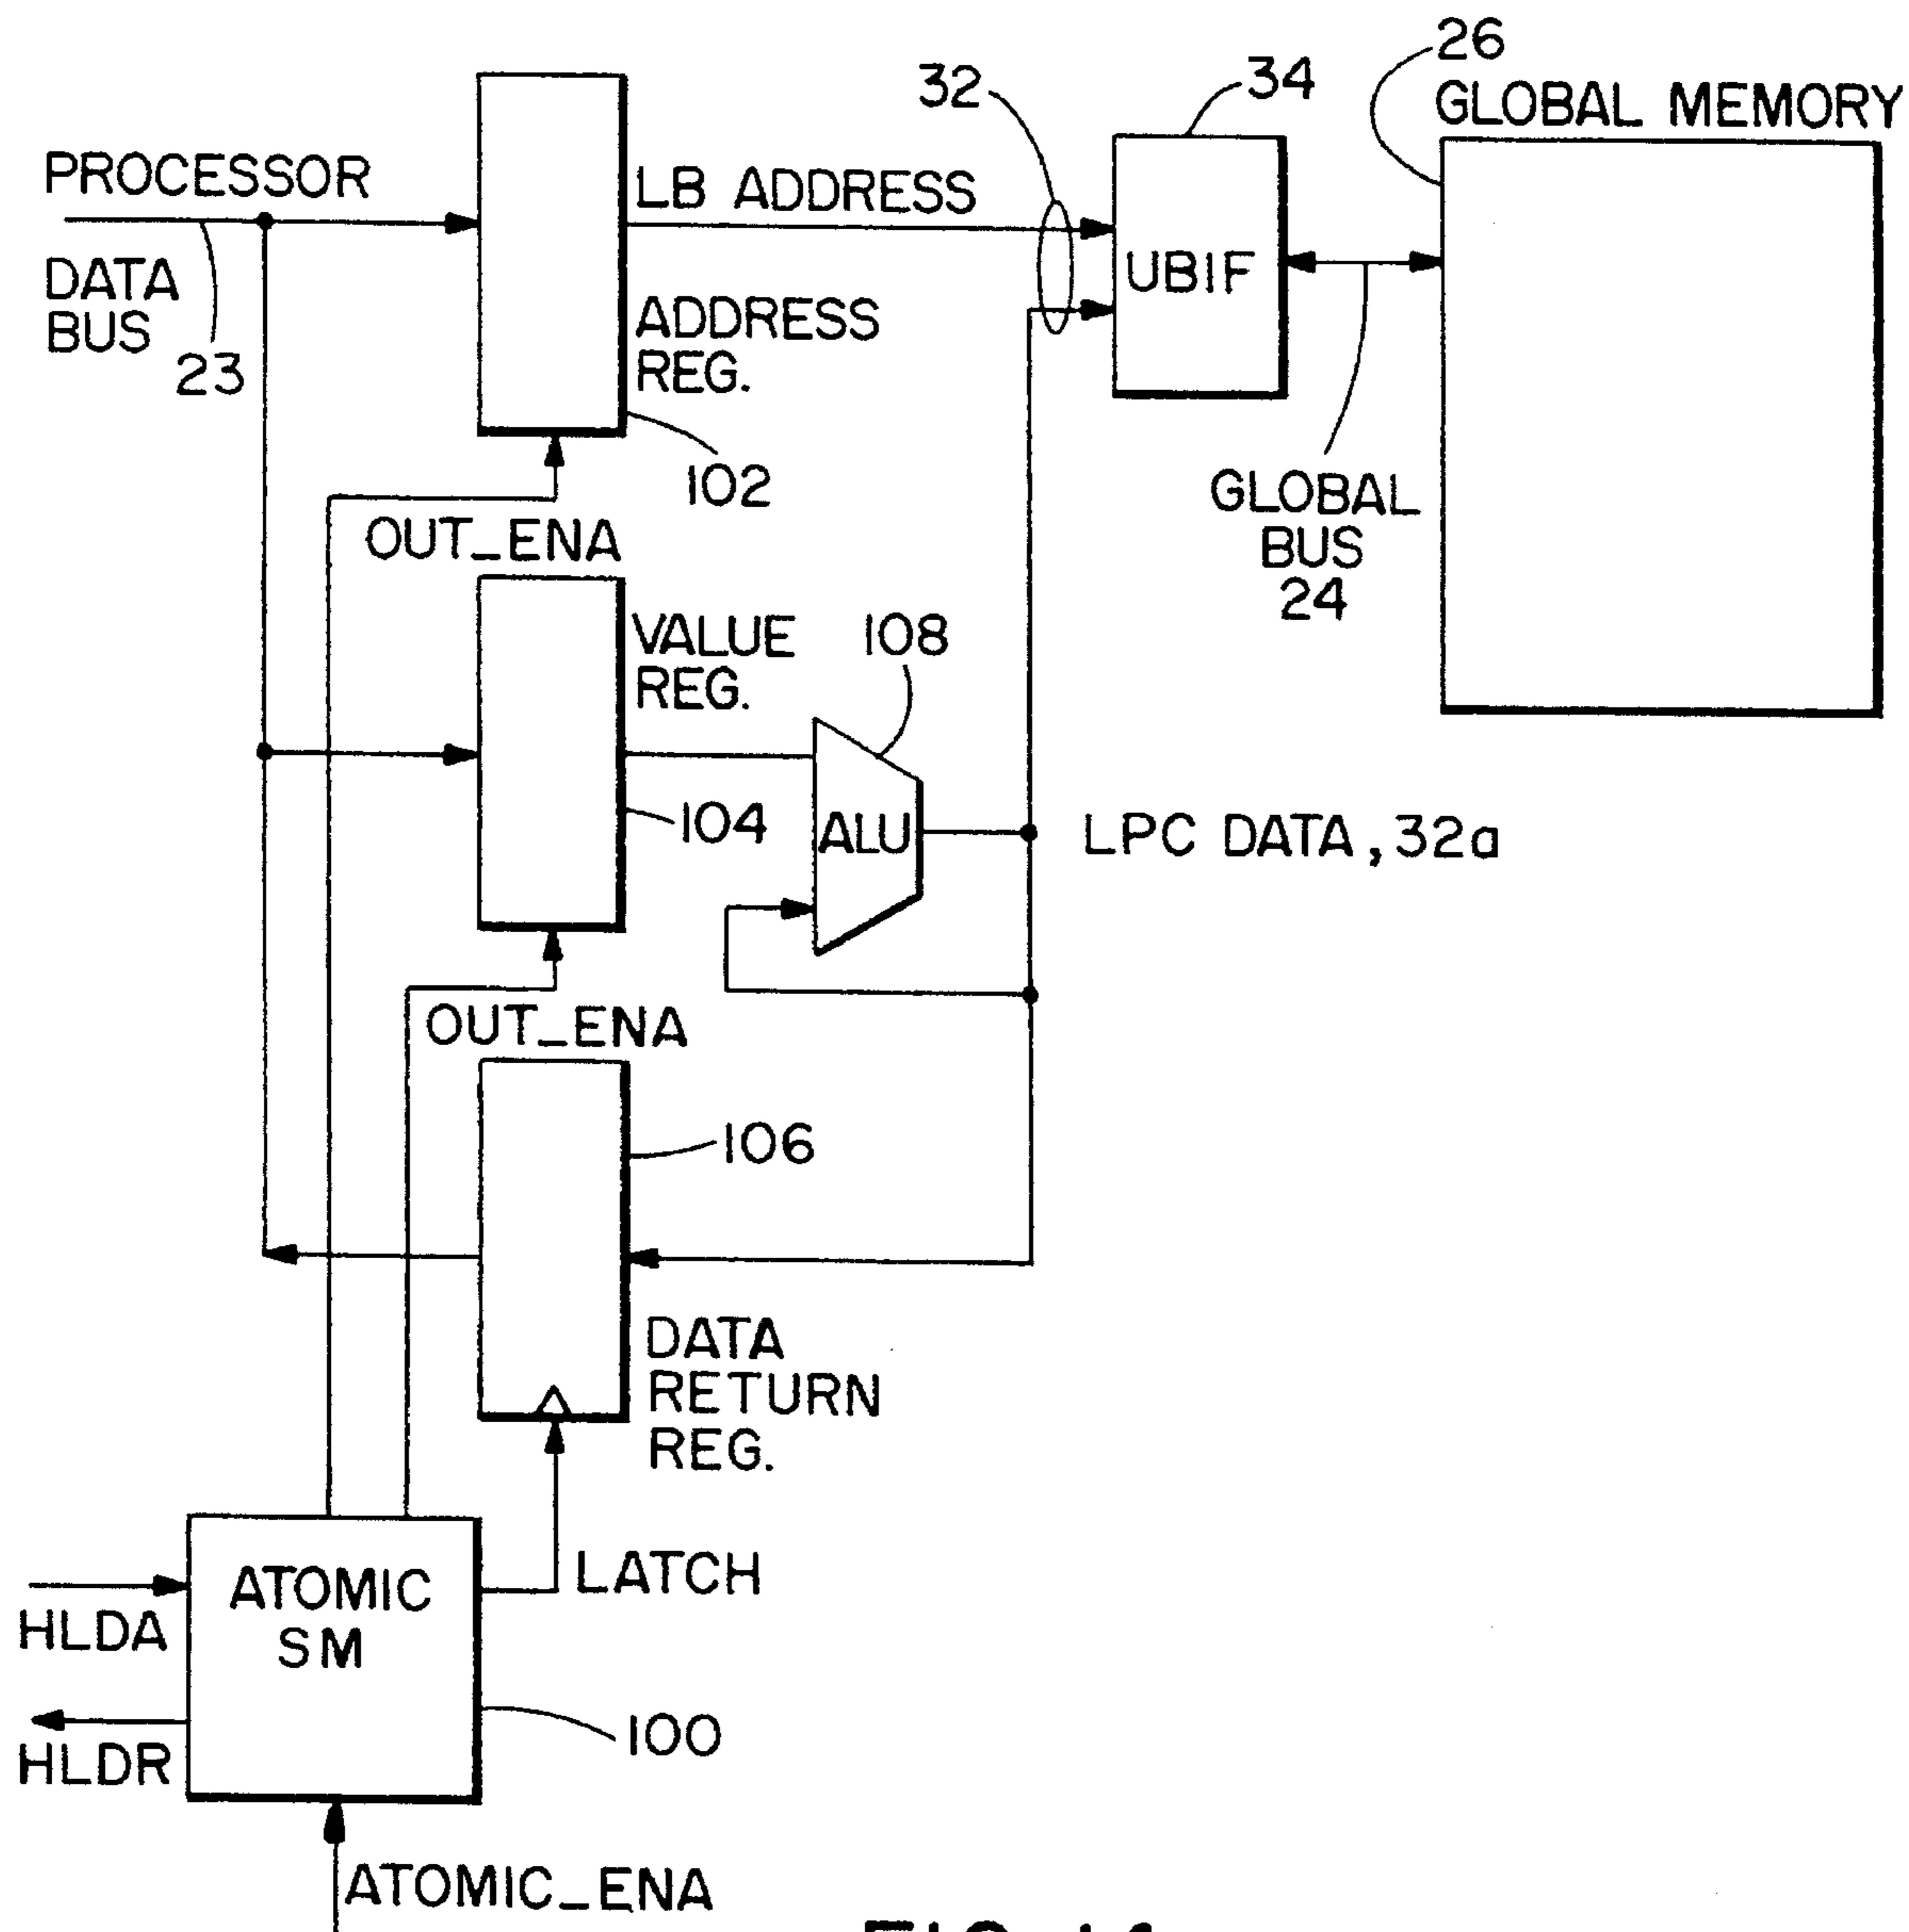 26
GLOBAL MEMORY
32
34
PROCESSOR
LB ADDRESS
DATA
BUS
23
UBIF
ADDRESS
REG.
102
OUT_ENA
GLOBAL
BUS
24
VALUE
REG.
108
104
ALU
LPC DATA, 32a
OUT_ENA
106
DATA
RETURN
REG.
LATCH
ATOMIC
SM
HLDA
HLDR
100
ATOMIC_ENA